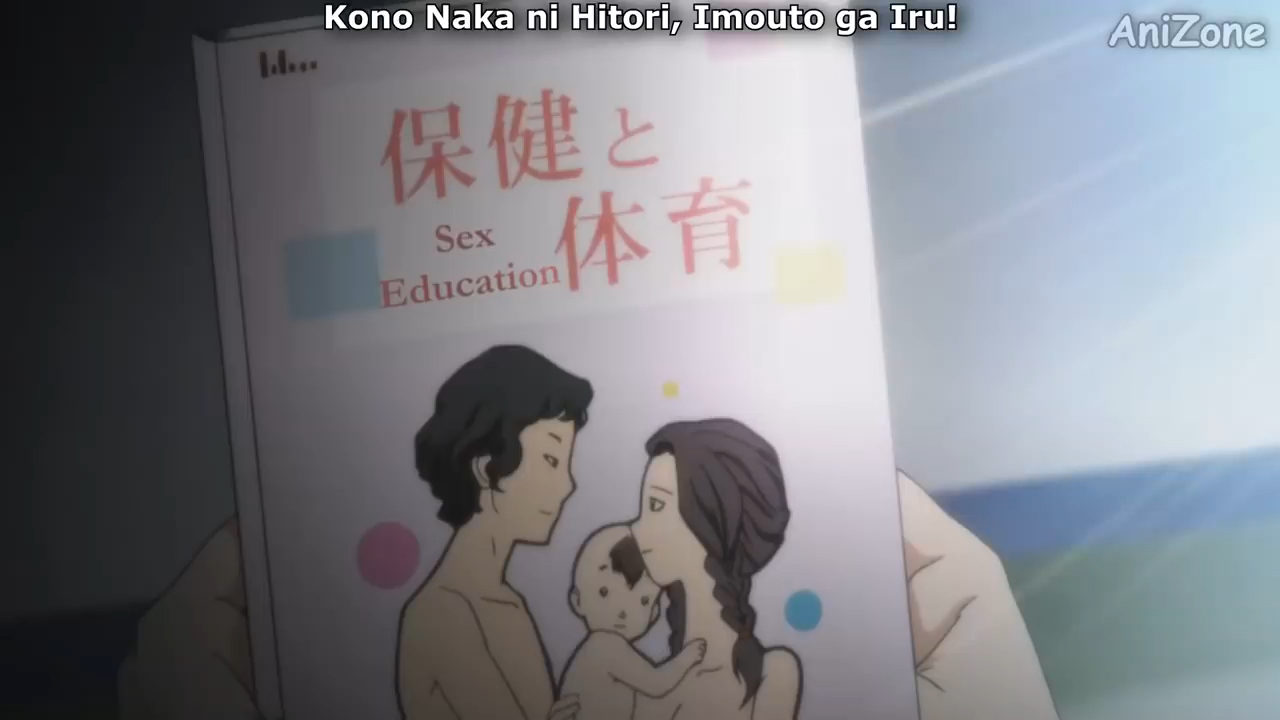 Kono Naka ni Hitori, Imouto ga Iru!
AniZone
保健と
体育
Sex
Education